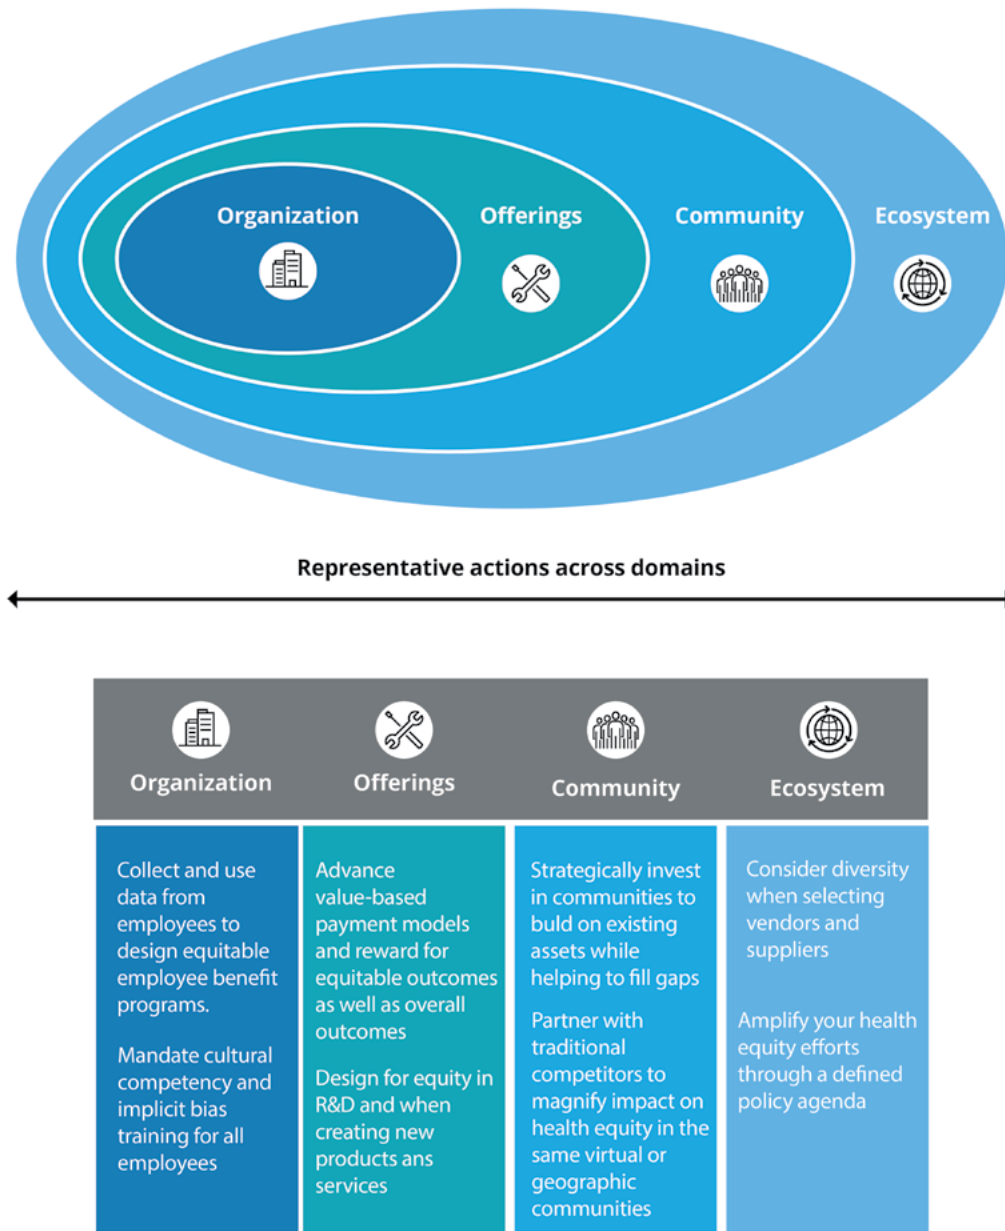 Organization
Offerings
Community
Ecosystem
Representative actions across domains
Organization
Offerings
Community
Ecosystem
Collect and use
data from
employees to
design equitable
employee benefit
programs.
Mandate cultural
competency and
implicit bias
training for all
employees
Advance
value-based
payment models
and reward for
equitable outcomes
as well as overall
outcomes
Design for equity in
R&D and when
creating new
products ans
services
Strategically invest
in communities to
buld on existing
assets while
helping to fill gaps
Partner with
traditional
competitors to
magnify impact on
health equity in the
same virtual or
geographic
communities
Consider diversity
when selecting
vendors and
suppliers
Amplify your health
equity efforts
through a defined
policy agenda